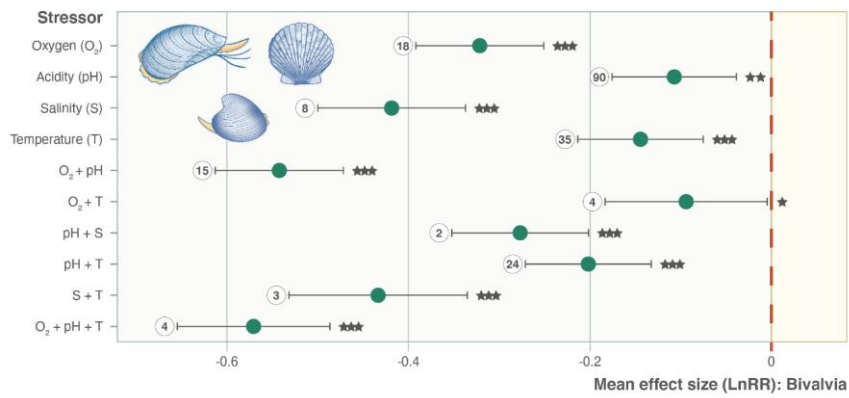 Stressor
Oxygen (O₂) 18 ★★★
Acidity (pH) 90 ★★
Salinity (S) 8 ★★★
Temperature (T) 35 ★★★
O₂ + pH 15 ★★★
O₂ + T 4 ★
pH + S 2 ★★★
pH + T 24 ★★★
S + T 3 ★★★
O₂ + pH + T 4 ★★★
-0.6 -0.4 -0.2 0
Mean effect size (LnRR): Bivalvia